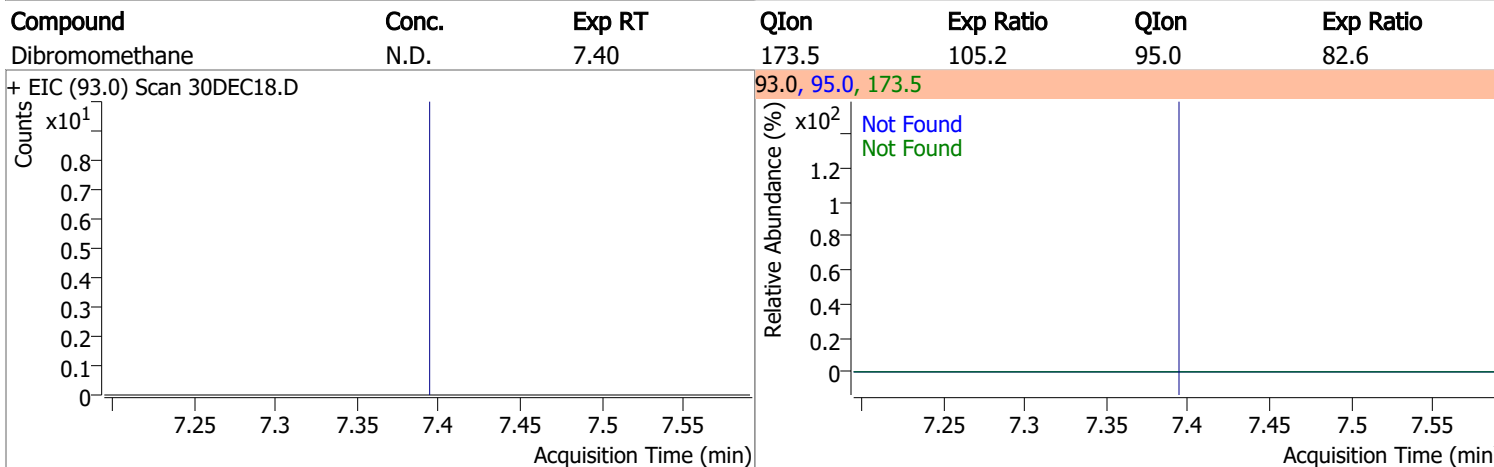 Compound Conc. Exp RT QIon Exp Ratio QIon Exp Ratio
Dibromomethane N.D. 7.40 173.5 105.2 95.0 82.6
+ EIC (93.0) Scan 30DEC18.D
Counts
x10¹
0.8
0.7
0.6
0.5
0.4
0.3
0.2
0.1
0
7.25 7.3 7.35 7.4 7.45 7.5 7.55
Acquisition Time (min)
93.0, 95.0, 173.5
Relative Abundance (%)
x10²
Not Found
Not Found
1.2
1
0.8
0.6
0.4
0.2
0
7.25 7.3 7.35 7.4 7.45 7.5 7.55
Acquisition Time (min